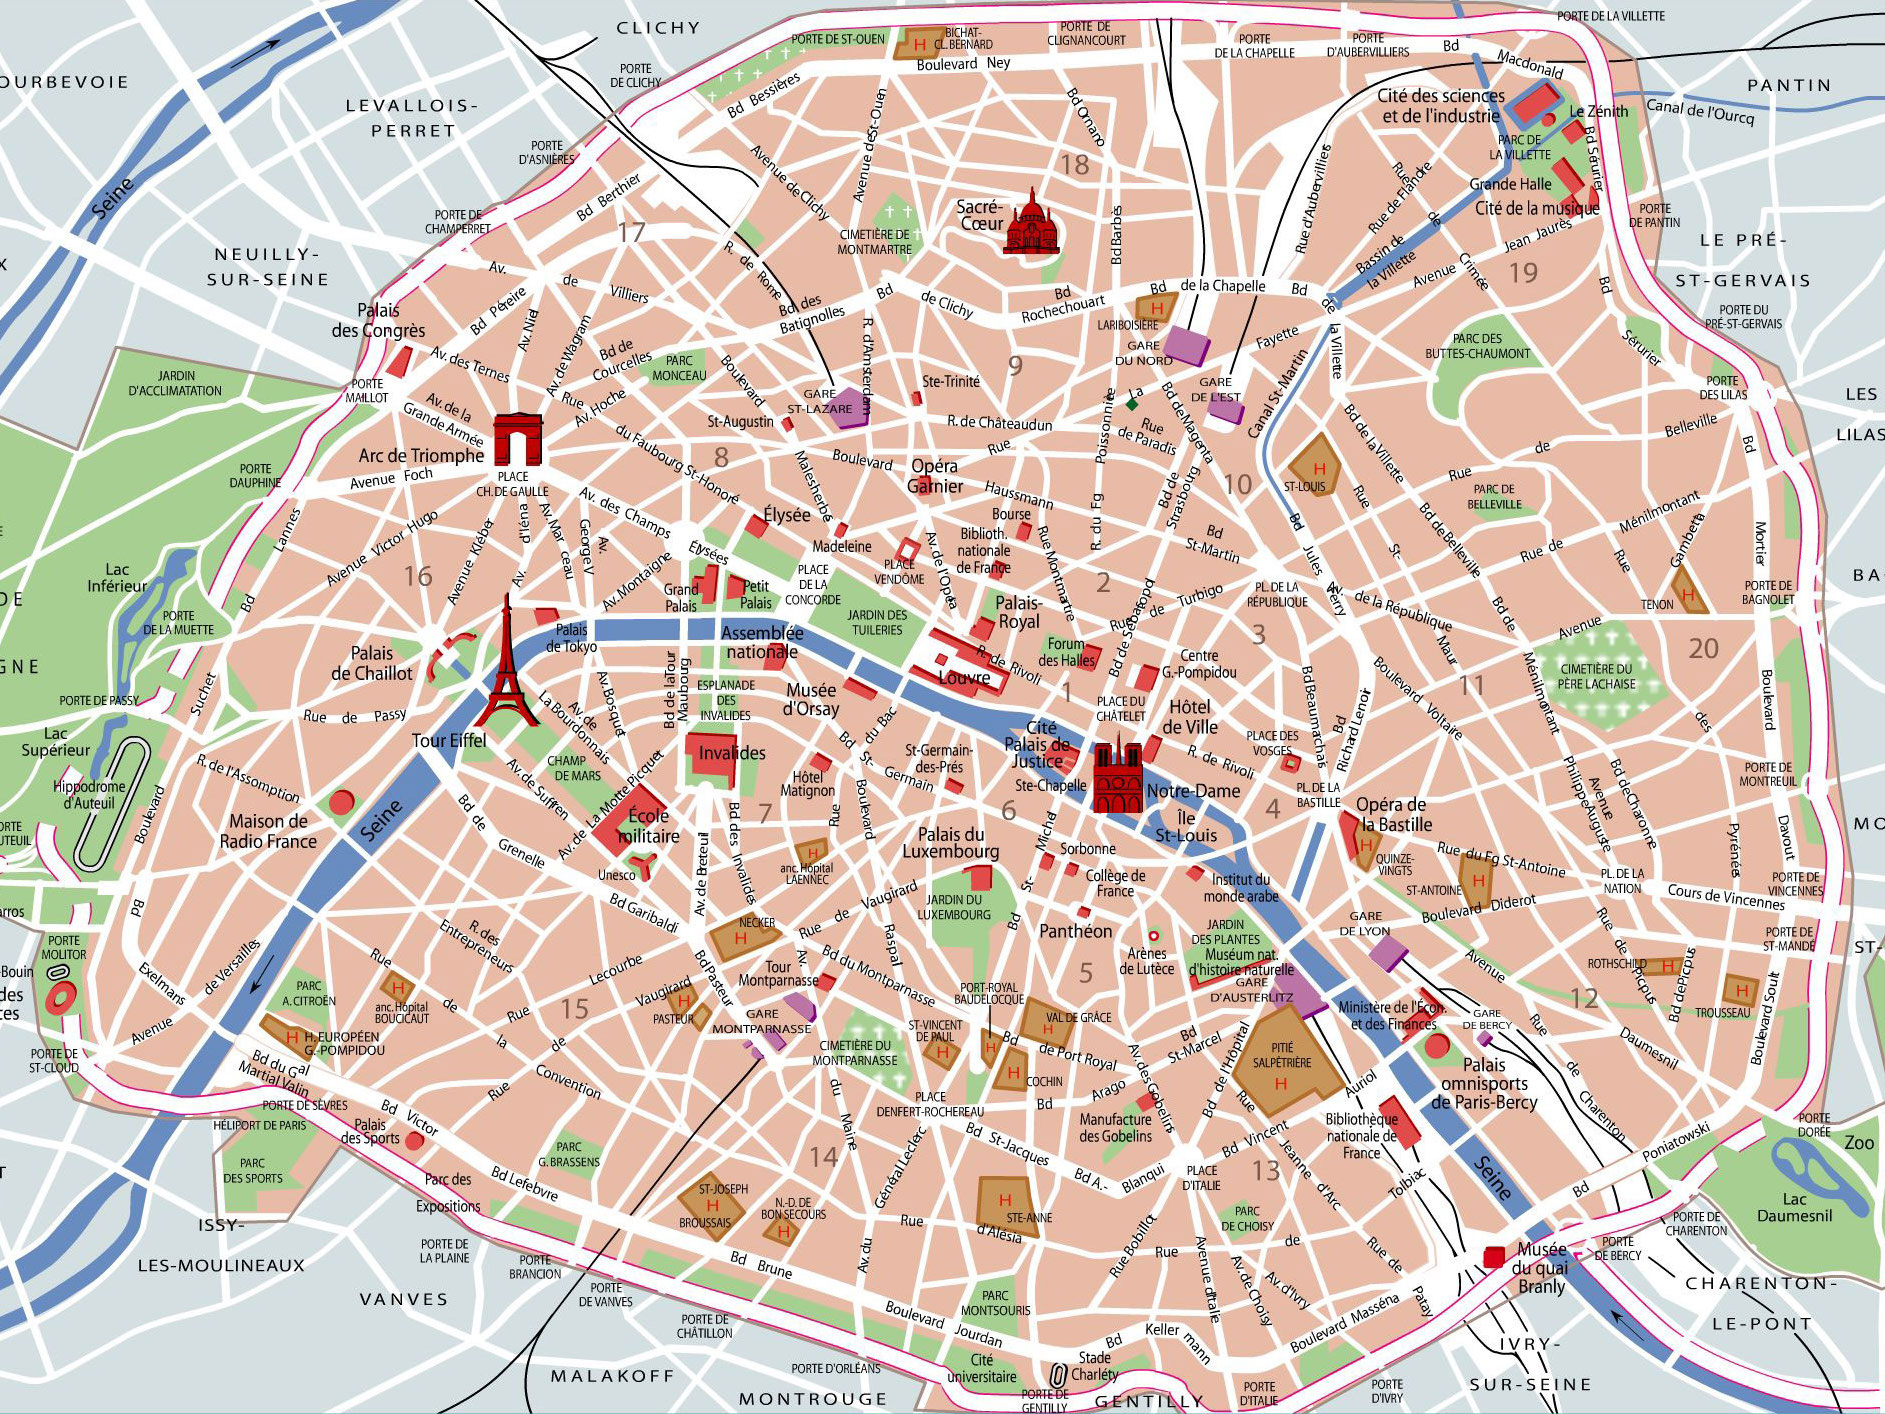 CLICHY
PORTE DE LA VILLETTE
PORTE DE ST-OUEN
BICHAT-
CL.BERNARD
PORTE DE
CLIGNANCOURT
PORTE
DE LA CHAPELLE
PORTE
D'AUBERVILLIERS
Bd
Macdonald
PORTE
DE CLICHY
Boulevard Ney
Bd Bessières
OURBEVOIE
PANTIN
LEVALLOIS-
PERRET
Cité des sciences
et de l'industrie
Le Zénith
Canal de l'Ourcq
PARC DE
LA VILLETTE
Bd Sérurier
Grande Halle
Cité de la musique
PORTE
DE PANTIN
PORTE
D'ASNIÈRES
Avenue de Clichy
Avenue de St-Ouen
Bd Ornano
18
Rue d'Aubervilliers
Rue de Flandre
Rue
de
Crimée
Seine
Bd Berthier
PORTE DE
CHAMPERRET
17
Sacré-
Cœur
CIMETIÈRE DE
MONTMARTRE
Bd Barbès
Bassin de
la Villette
Avenue
Jean Jaurès
19
LE PRÉ-
ST-GERVAIS
NEUILLY-
SUR-SEINE
X
Av.
de
Villiers
R. de Rome
Bd des
Batignolles
Bd
de Clichy
Bd
Rochechouart
Bd
de la Chapelle
Bd
de
la Villette
Bd
Sérurier
PORTE DU
PRÉ-ST-GERVAIS
Palais
des Congrès
Bd Péreire
Av. Niel
Av. de Wagram
Bd de
Courcelles
PARC
MONCEAU
R. d'Amsterdam
LARIBOISIÈRE
GARE
DU NORD
Fayette
PARC DES
BUTTES-CHAUMONT
JARDIN
D'ACCLIMATATION
PORTE
MAILLOT
Av. des Ternes
Av. de la
Grande Armée
Rue
Av. Hoche
Boulevard
Malesherbes
GARE
ST-LAZARE
Ste-Trinité
9
St-Augustin
R. de Châteaudun
La
GARE
DE L'EST
Canal St-Martin
PORTE
DES LILAS
LES
LILAS
Arc de Triomphe
PLACE
CH. DE GAULLE
du Faubourg St-Honoré
8
Boulevard
Haussmann
Opéra
Garnier
Rue
Poissonnière
R. du Fg
Rue
de Paradis
Bd de Magenta
Bd de
Strasbourg
10
ST-LOUIS
Bd de la Villette
Rue
de
Belleville
Bd
Mortier
PORTE
DAUPHINE
Avenue Foch
Avenue Victor Hugo
Avenue Kléber
Av.
d'Iéna
Av. Marceau
Av.
George V
Av. des Champs
Élysées
Élysée
Madeleine
Bourse
Biblioth.
nationale
de France
Rue Montmartre
Bd
St-Martin
Bd
Jules Ferry
Rue
St-
Maur
Bd de Belleville
PARC DE
BELLEVILLE
Ménilmontant
Rue de
Rue
Gambetta
TENON
PORTE DE
BAGNOLET
BA
16
Bd
Lannes
Lac
Inférieur
PORTE
DE LA MUETTE
Av. Montaigne
Grand
Palais
Petit
Palais
PLACE
DE LA
CONCORDE
PLACE
VENDÔME
Av. de l'Opéra
Palais-
Royal
2
Rue de Turbigo
Bd de Sébastopol
PL. DE LA
RÉPUBLIQUE
Av. de la République
Palais
de Tokyo
Assemblée
nationale
JARDIN DES
TUILERIES
R. de Rivoli
Louvre
Forum
des Halles
1
Centre
G.-Pompidou
3
Avenue
20
CIMETIÈRE DU
PÈRE LACHAISE
Palais
de Chaillot
PORTE DE PASSY
Suchet
Rue de Passy
Tour Eiffel
Av. de
La Bourdonnais
Av. Bosquet
Bd de latour
Maubourg
ESPLANADE
DES
INVALIDES
Musée
d'Orsay
Bd
St-
Germain
du Bac
PLACE DU
CHÂTELET
Hôtel
de Ville
Bd Beaumarchais
Bd
Richard Lenoir
Boulevard Voltaire
11
Bd de
Ménilmontant
des
Pyrénées
Boulevard
Davout
Lac
Supérieur
Hippodrome
d'Auteuil
R. de l'Assomption
CHAMP
DE MARS
Av. de Suffren
Av. de La Motte Picquet
Invalides
Hôtel
Matignon
St-Germain-
des-Prés
Cité
Palais de
Justice
Ste-Chapelle
Notre-Dame
R. de Rivoli
PLACE DES
VOSGES
PL. DE LA
BASTILLE
Philippe Auguste
Avenue
Bd de Charonne
PORTE DE
MONTREUIL
Maison de
Radio France
Seine
Bd de
Grenelle
École
militaire
7
Rue
Boulevard
Raspail
6
Île
St-Louis
4
Opéra de
la Bastille
MO
Boulevard
Unesco
Av. de Breteuil
Bd des Invalides
anc. Hôpital
LAENNEC
Palais du
Luxembourg
Bd
St-
Michel
Sorbonne
Collège de
France
Institut du
monde arabe
QUINZE-
VINGTS
ST-ANTOINE
Rue du Fg St-Antoine
PL. DE LA
NATION
Cours de Vincennes
PORTE DE
VINCENNES
Bd Garibaldi
NECKER
Rue de Vaugirard
JARDIN DU
LUXEMBOURG
Panthéon
Arènes
de Lutèce
JARDIN
DES PLANTES
Muséum nat.
d'histoire naturelle
GARE
DE LYON
Boulevard Diderot
PORTE DE
ST-MANDE
ST-
PORTE
MOLITOR
Bd
Exelmans
de Versailles
Avenue
R. des
Entrepreneurs
Rue
Lecourbe
Vaugirard
Bd Pasteur
Tour
Montparnasse
Av.
Bd du Montparnasse
PORT-ROYAL
BAUDELOCQUE
VAL DE GRÂCE
5
GARE
D'AUSTERLITZ
Ministère de l'Écon.
et des Finances
GARE
DE BERCY
Avenue
Daumesnil
Rue de Picpus
ROTHSCHILD
Bd de Picpus
TROUSSEAU
12
Boulevard Soult
PARC
A. CITROËN
anc. Hôpital
BOUCICAUT
15
PASTEUR
GARE
MONTPARNASSE
H. EUROPÉEN
G.-POMPIDOU
PORTE DE
ST-CLOUD
Rue
de
la
Convention
CIMETIÈRE DU
MONTPARNASSE
ST-VINCENT
DE PAUL
COCHIN
Bd
de Port Royal
Bd
St-Marcel
Bd de l'Hôpital
PITIÉ
SALPÊTRIÈRE
Palais
omnisports
de Paris-Bercy
Rue
de
Charenton
Bd du Gal
Martial Valin
PORTE DE SÈVRES
HÉLIPORT DE PARIS
PARC
DES SPORTS
Bd Victor
Palais
des Sports
du
Maine
PLACE
DENFERT-ROCHEREAU
Bd
Arago
Manufacture
des Gobelins
Av. des Gobelins
Bd Vincent
Auriol
Bibliothèque
nationale de
France
Poniatowski
Bd
PORTE
DORÉE
Zoo
PARC
G. BRASSENS
14
Bd St-Jacques
Bd A.- Blanqui
PLACE
D'ITALIE
13
Rue
Jeanne
d'Arc
Tolbiac
Seine
Lac
Daumesnil
Parc des
Expositions
Bd Lefebvre
ST-JOSEPH
BROUSSAIS
N.-D. DE
BON SECOURS
Général Leclerc
Av. du
Rue
d'Alésia
STE-ANNE
PARC
DE CHOISY
PORTE DE
CHARENTON
ISSY-
LES-MOULINEAUX
PORTE DE
LA PLAINE
PORTE
BRANCION
Bd Brune
Rue Bobillot
Rue
de
Rue de
Patay
Musée
du quai
Branly
PORTE
DE BERCY
CHARENTON-
LE-PONT
VANVES
PORTE
DE VANVES
PORTE DE
CHÂTILLON
Boulevard Jourdan
PARC
MONTSOURIS
Avenue d'Italie
Av. de Choisy
Av. d'Ivry
Boulevard Masséna
Bd
Kellermann
IVRY-
SUR-SEINE
MALAKOFF
PORTE D'ORLÉANS
MONTROUGE
Cité
universitaire
Stade
Charléty
PORTE DE
GENTILLY
GENTILLY
PORTE
D'ITALIE
PORTE
D'IVRY